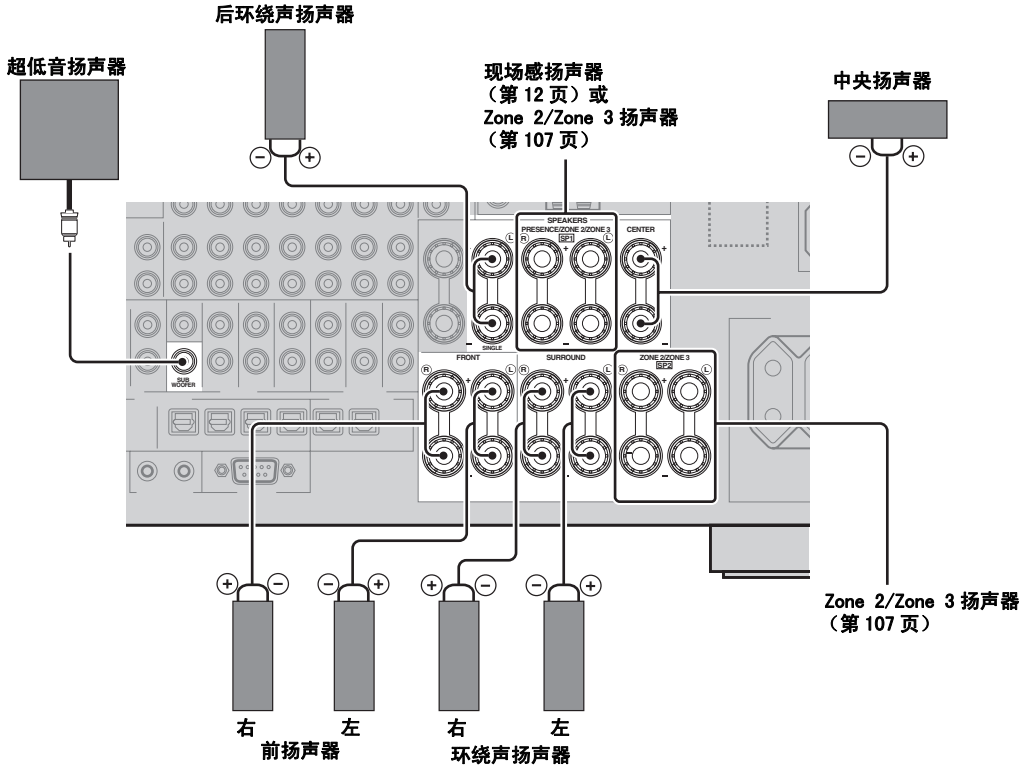 后环绕声扬声器
超低音扬声器
现场感扬声器
（第 12 页）或
Zone 2/Zone 3 扬声器
（第 107 页）
中央扬声器
- +
- +
SPEAKERS
PRESENCE/ZONE 2/ZONE 3
CENTER
L
R
SP1
L
+
+
-
SINGLE
-
-
SUB
WOOFER
FRONT
SURROUND
ZONE 2/ZONE 3
SP2
R
+
L
R
+
L
R
+
L
-
-
-
-
+ -
- +
+ -
- +
Zone 2/Zone 3 扬声器
（第 107 页）
右
左
右
左
前扬声器
环绕声扬声器